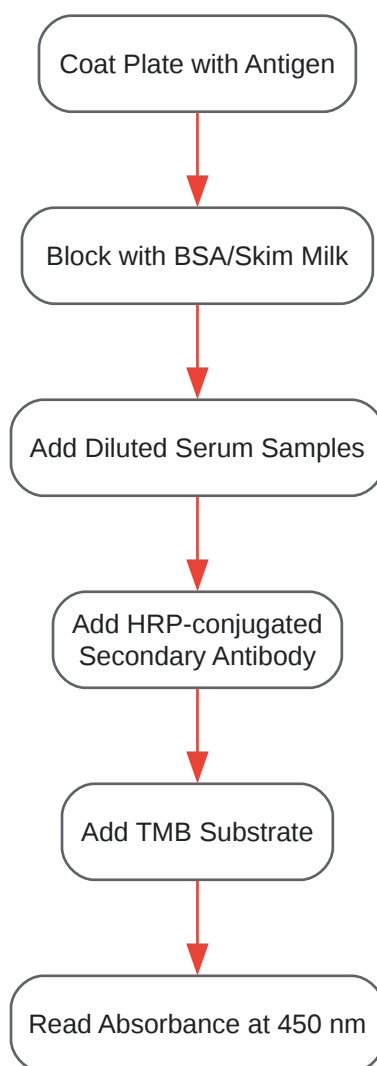 Coat Plate with Antigen
Block with BSA/Skim Milk
Add Diluted Serum Samples
Add HRP-conjugated
Secondary Antibody
Add TMB Substrate
Read Absorbance at 450 nm